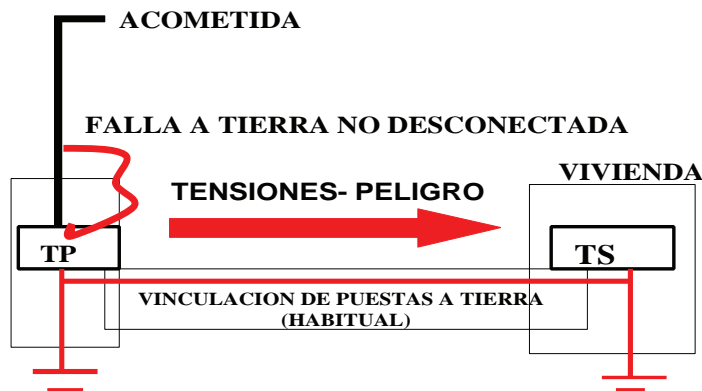 ACOMETIDA
FALLA A TIERRA NO DESCONECTADA
VIVIENDA
TENSIONES- PELIGRO
TP
TS
VINCULACION DE PUESTAS A TIERRA
(HABITUAL)